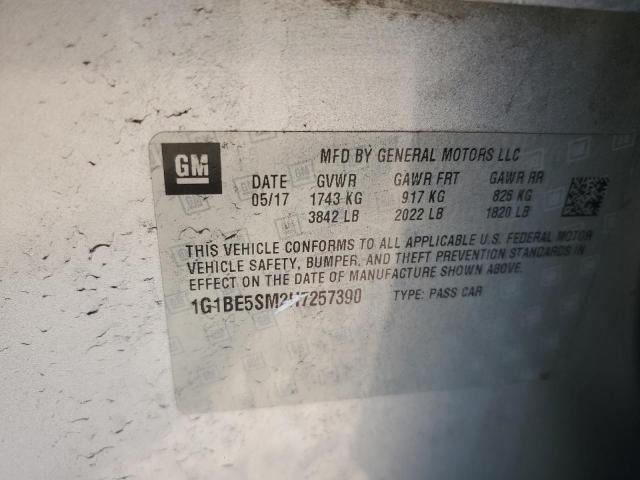 GM
MFD BY GENERAL MOTORS LLC
DATE GVWR GAWR FRT GAWR RR
05/17 1743 KG 917 KG 826 KG
3842 LB 2022 LB 1820 LB
THIS VEHICLE CONFORMS TO ALL APPLICABLE U.S. FEDERAL MOTOR
VEHICLE SAFETY, BUMPER, AND THEFT PREVENTION STANDARDS IN
EFFECT ON THE DATE OF MANUFACTURE SHOWN ABOVE.
1G1BE5SM2H7257390 TYPE: PASS CAR